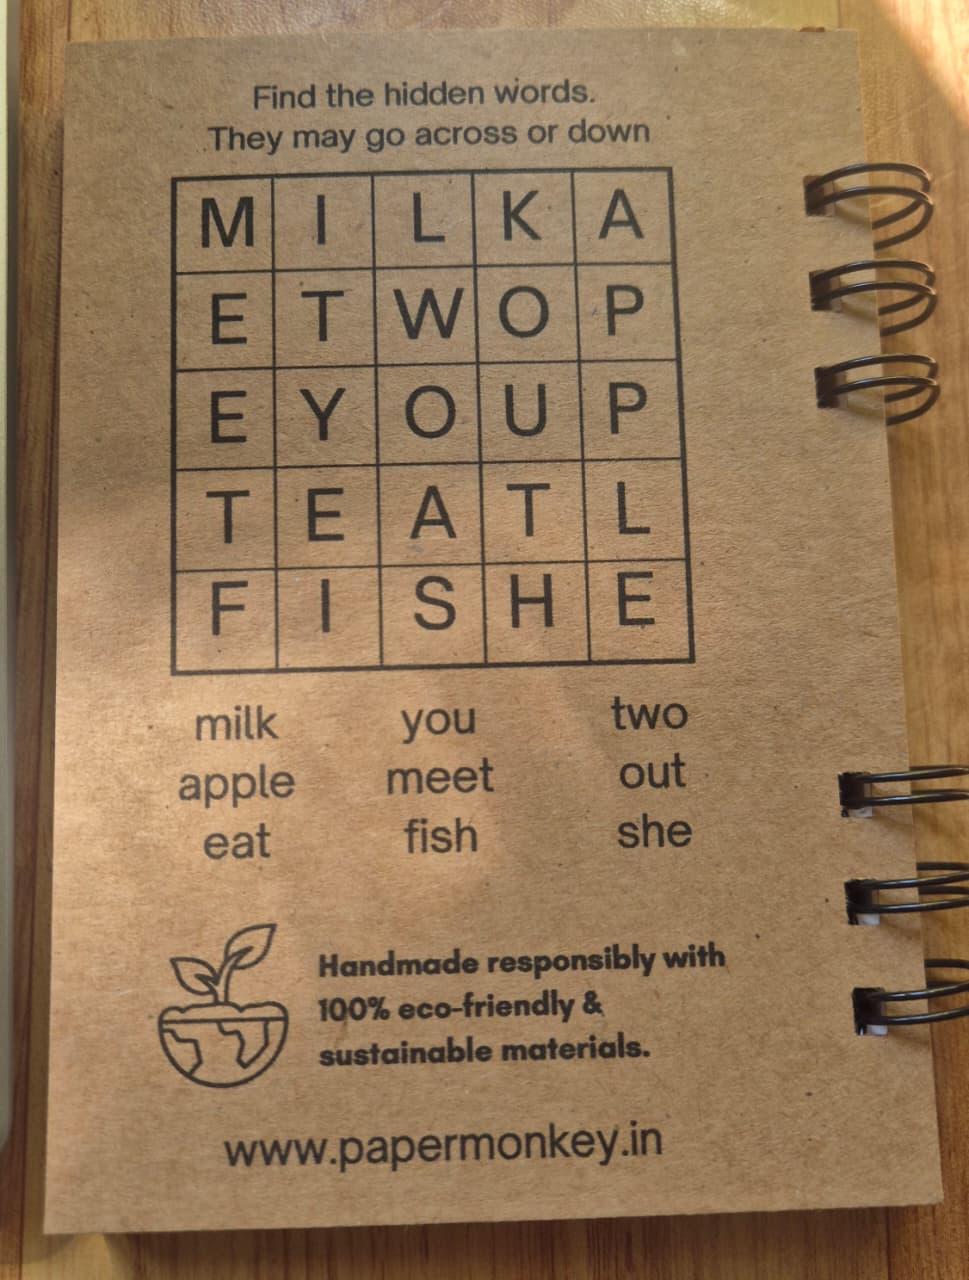 Find the hidden words.
They may go across or down
M I L K A
E T W O P
E Y O U P
T E A T L
F I S H E
milk you two
apple meet out
eat fish she
Handmade responsibly with
100% eco-friendly &
sustainable materials.
www.papermonkey.in